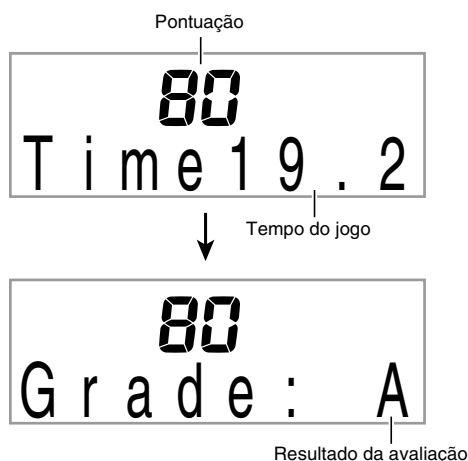 Pontuação
80
Time19.2
Tempo do jogo
80
Grade: A
Resultado da avaliação